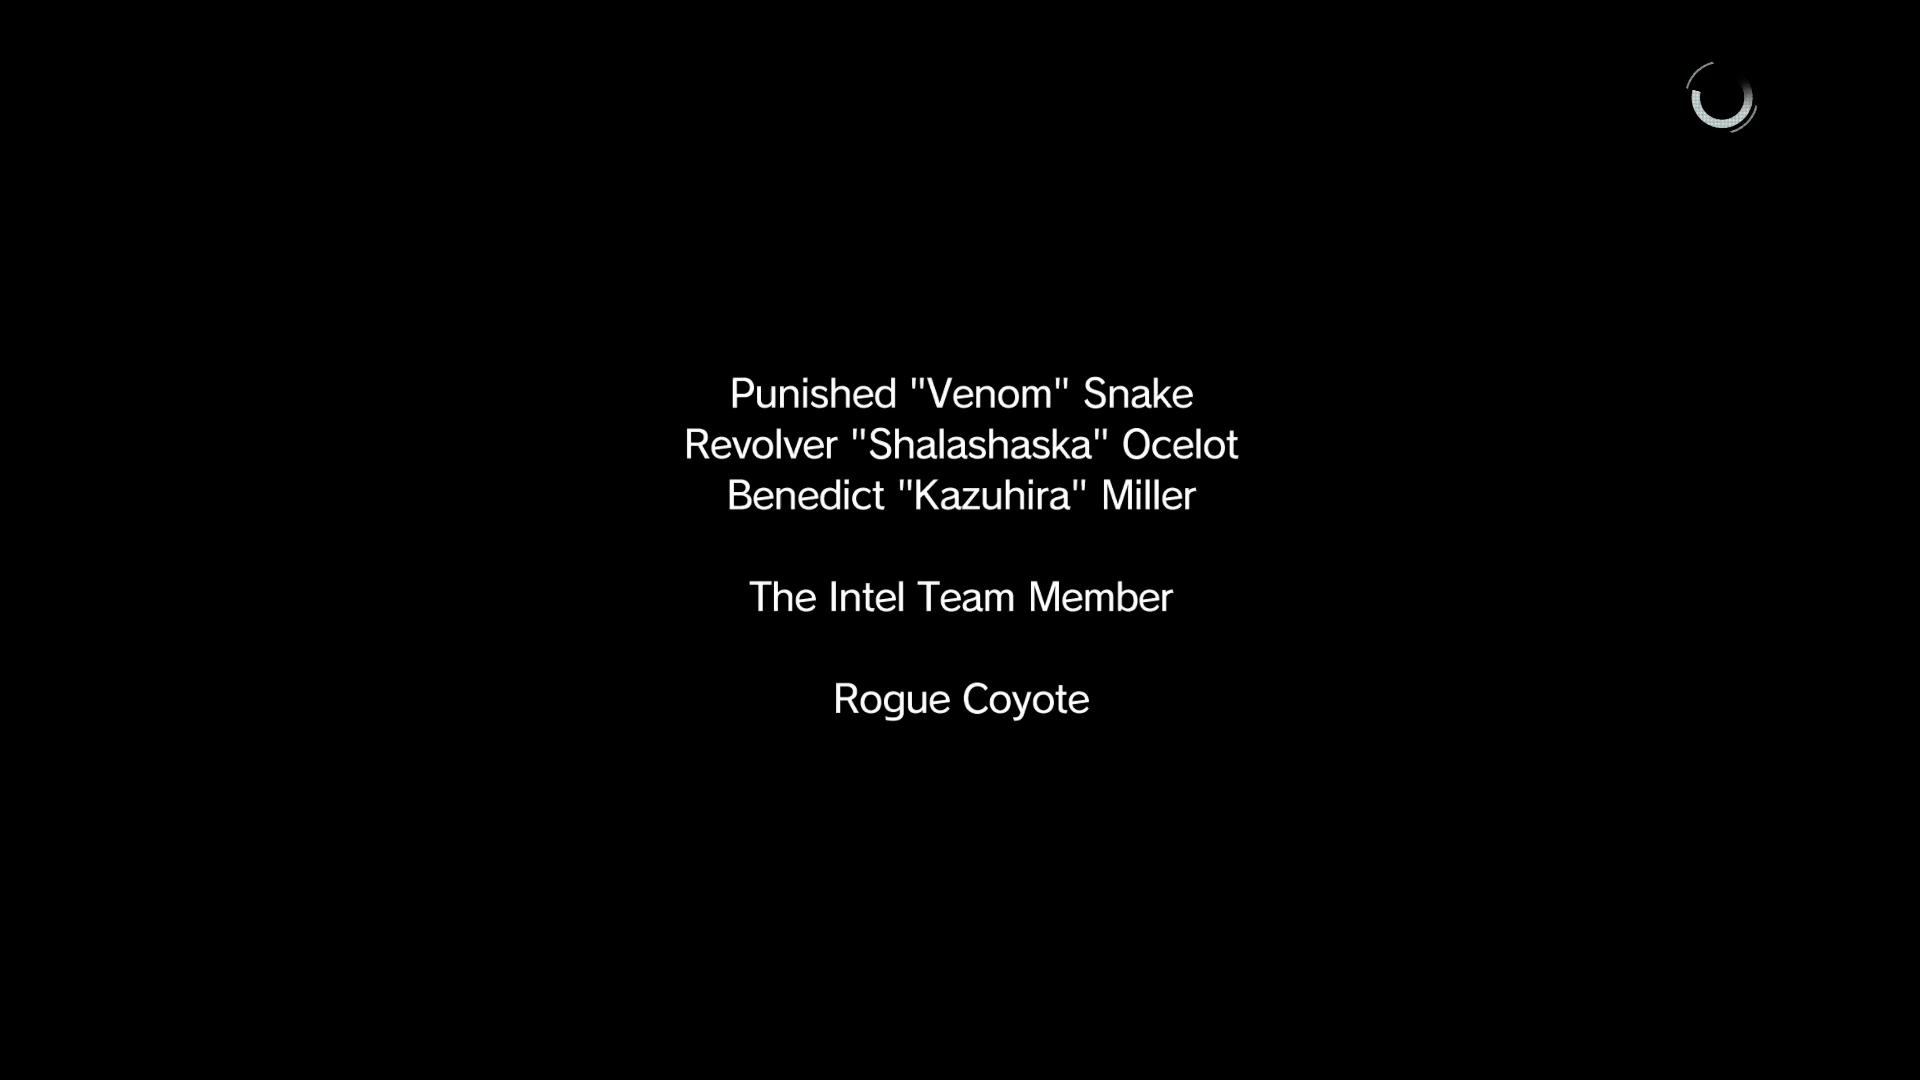 Punished "Venom" Snake
Revolver "Shalashaska" Ocelot
Benedict "Kazuhira" Miller
The Intel Team Member
Rogue Coyote